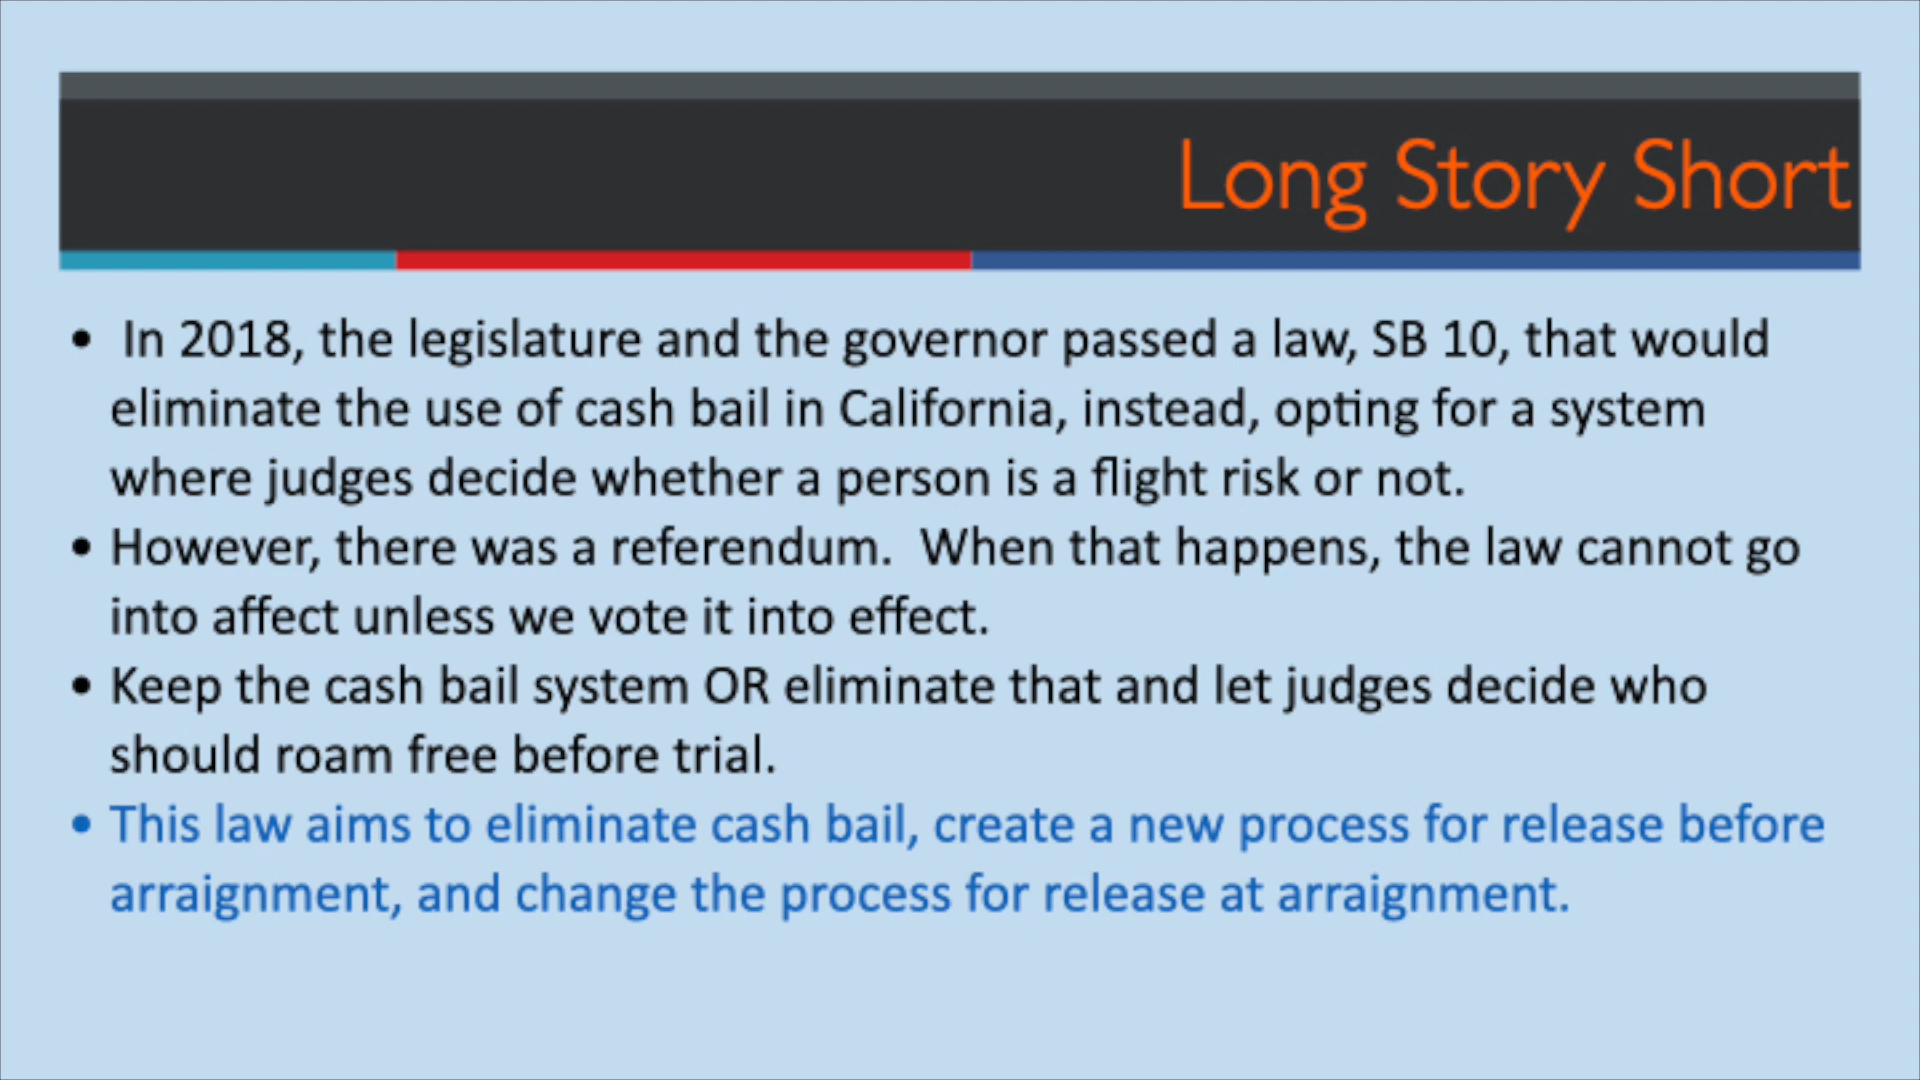 Long Story Short
• In 2018, the legislature and the governor passed a law, SB 10, that would
eliminate the use of cash bail in California, instead, opting for a system
where judges decide whether a person is a flight risk or not.
• However, there was a referendum.  When that happens, the law cannot go
into affect unless we vote it into effect.
• Keep the cash bail system OR eliminate that and let judges decide who
should roam free before trial.
• This law aims to eliminate cash bail, create a new process for release before
arraignment, and change the process for release at arraignment.